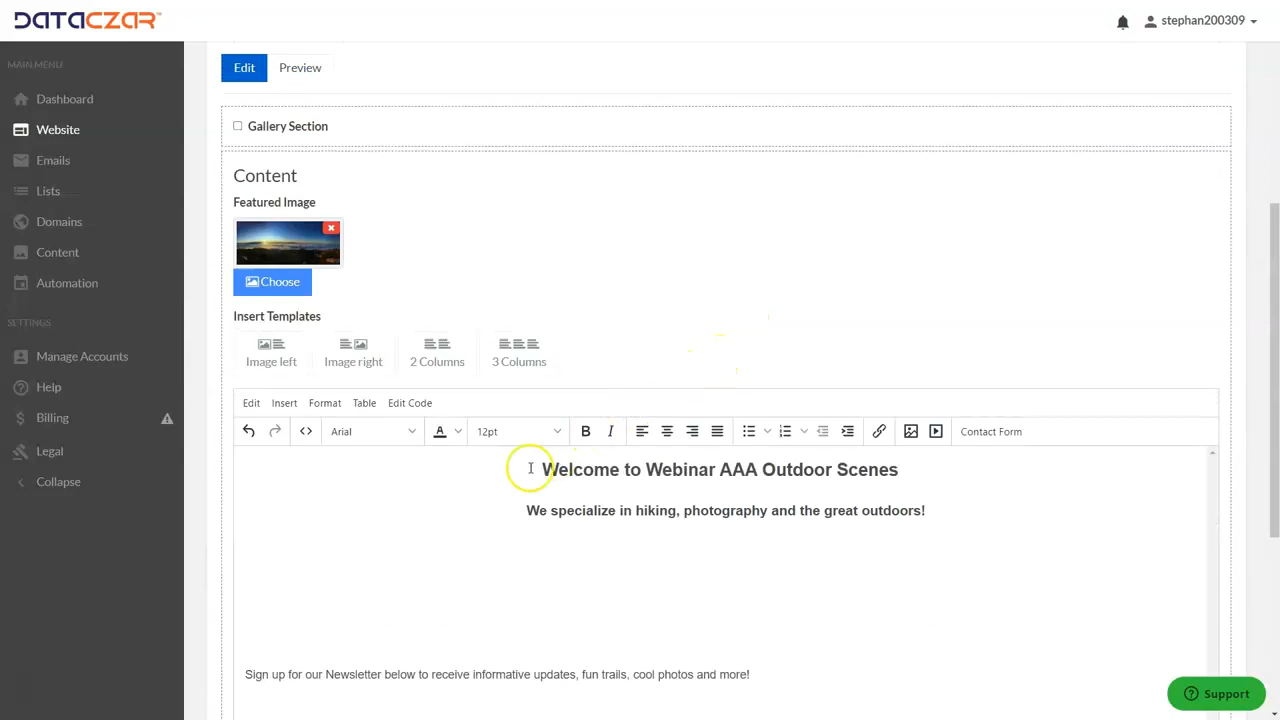 DATACZAR
stephan200309
MAIN MENU
Dashboard
Website
Emails
Lists
Domains
Content
Automation
SETTINGS
Manage Accounts
Help
Billing
Legal
Collapse
Edit Preview
Gallery Section
Content
Featured Image
Choose
Insert Templates
Image left Image right 2 Columns 3 Columns
Edit Insert Format Table Edit Code
Arial A 12pt B I Contact Form
Welcome to Webinar AAA Outdoor Scenes
We specialize in hiking, photography and the great outdoors!
Sign up for our Newsletter below to receive informative updates, fun trails, cool photos and more!
Support